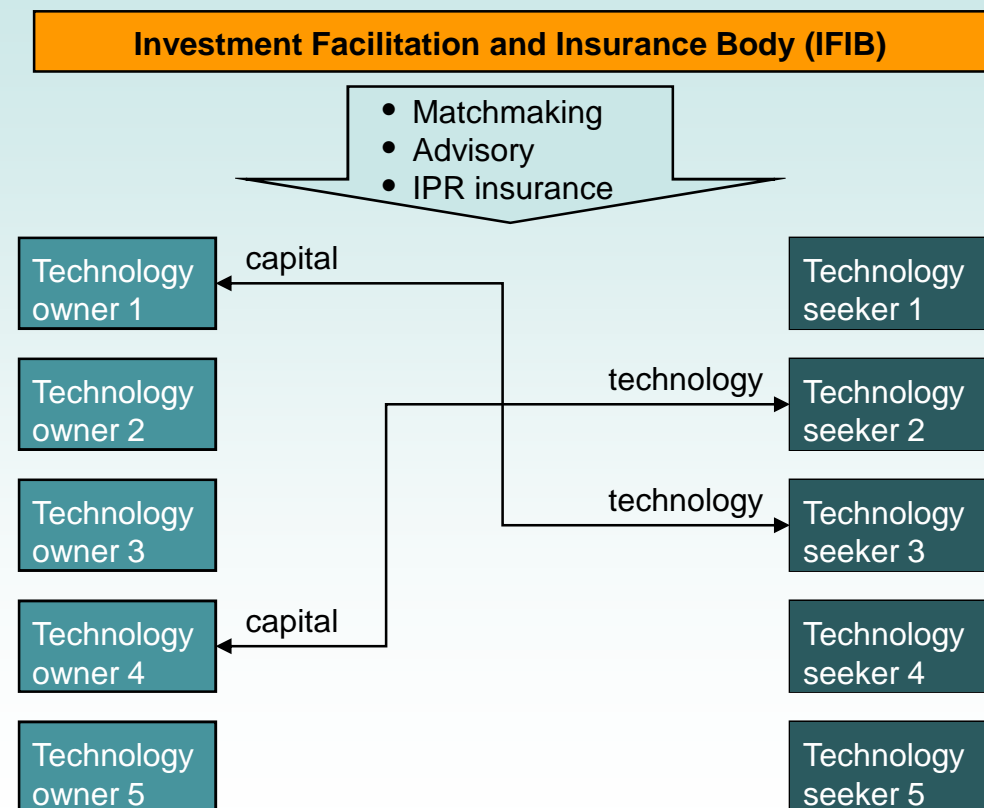 Investment Facilitation and Insurance Body (IFIB)
• Matchmaking
• Advisory
• IPR insurance
Technology
owner 1
capital
Technology
seeker 1
Technology
owner 2
technology
Technology
seeker 2
Technology
owner 3
technology
Technology
seeker 3
Technology
owner 4
capital
Technology
seeker 4
Technology
owner 5
Technology
seeker 5